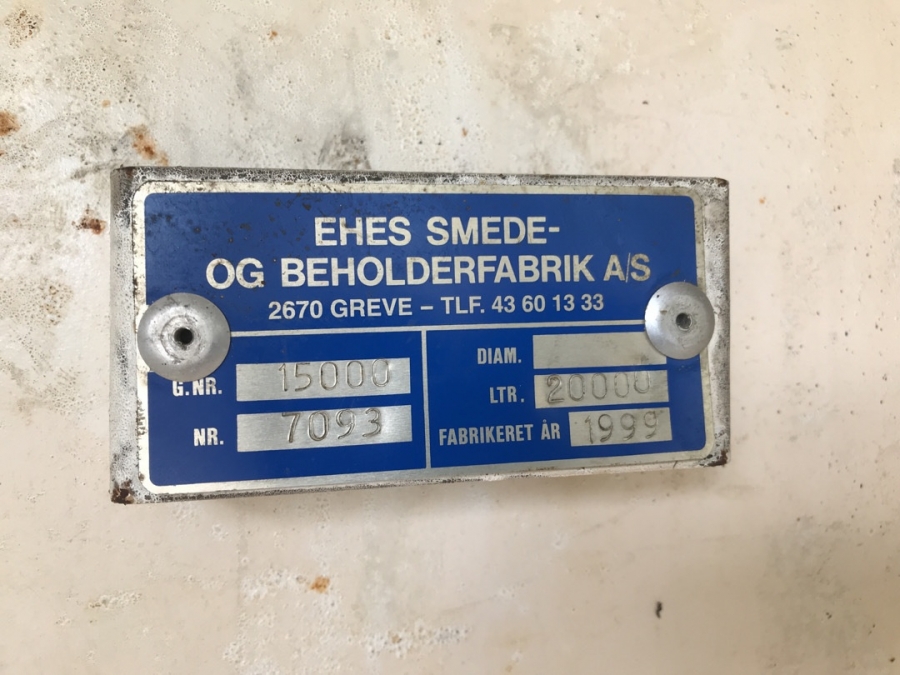 EHES SMEDE-
OG BEHOLDERFABRIK A/S
2670 GREVE – TLF. 43 60 13 33
G.NR. 15000
NR. 7093
DIAM.
LTR. 20000
FABRIKERET ÅR 1999